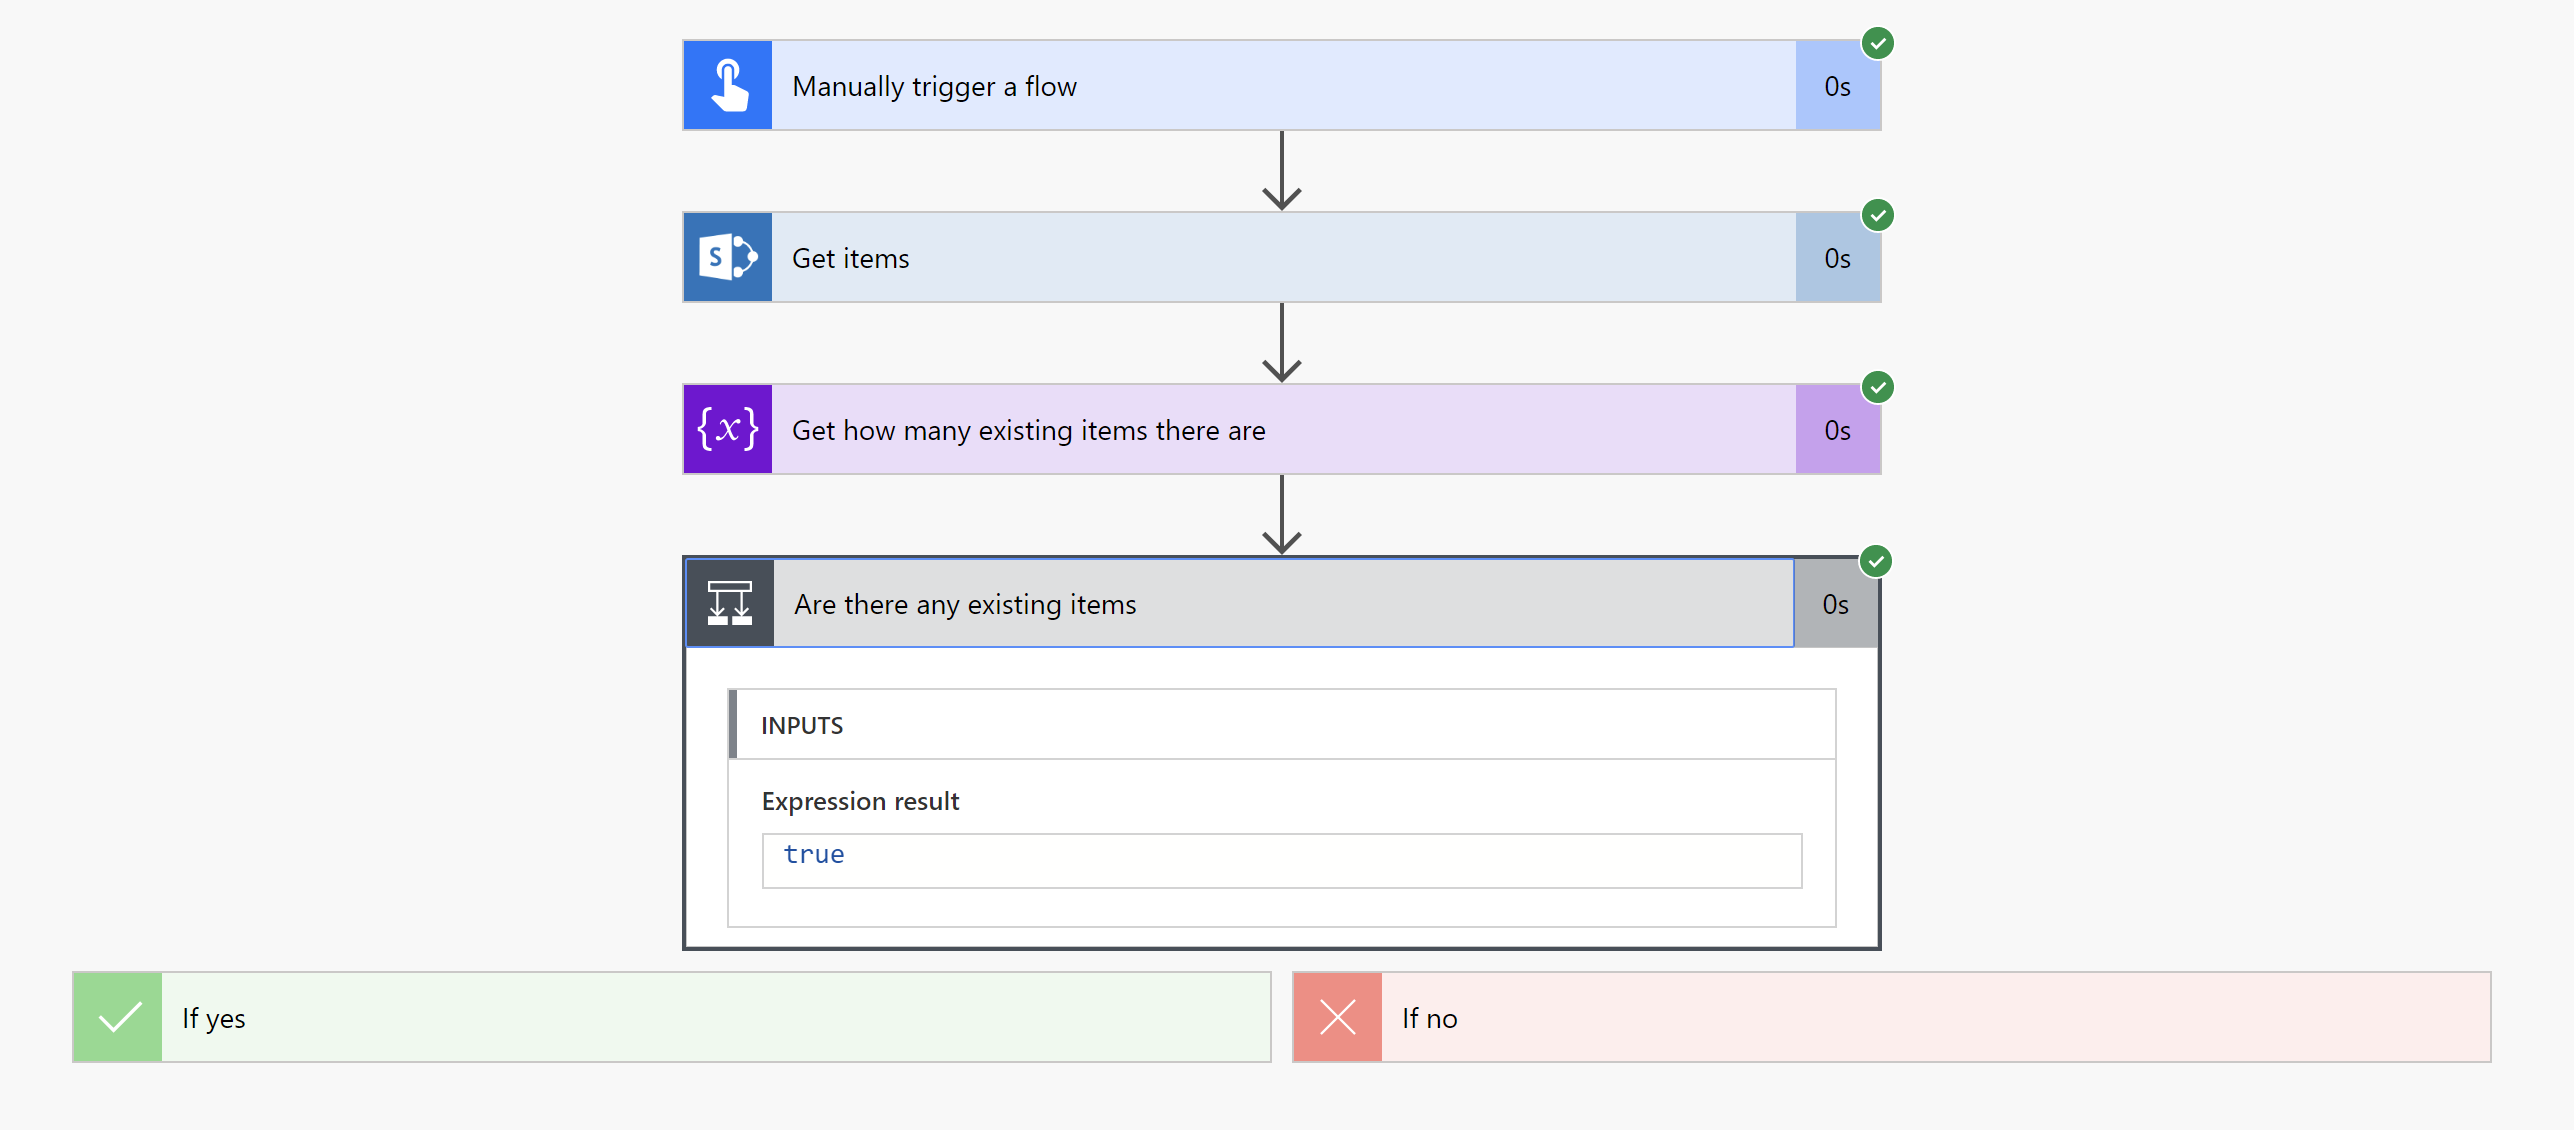 Manually trigger a flow
0s
S
Get items
0s
{x}
Get how many existing items there are
0s
Are there any existing items
0s
INPUTS
Expression result
true
If yes
If no